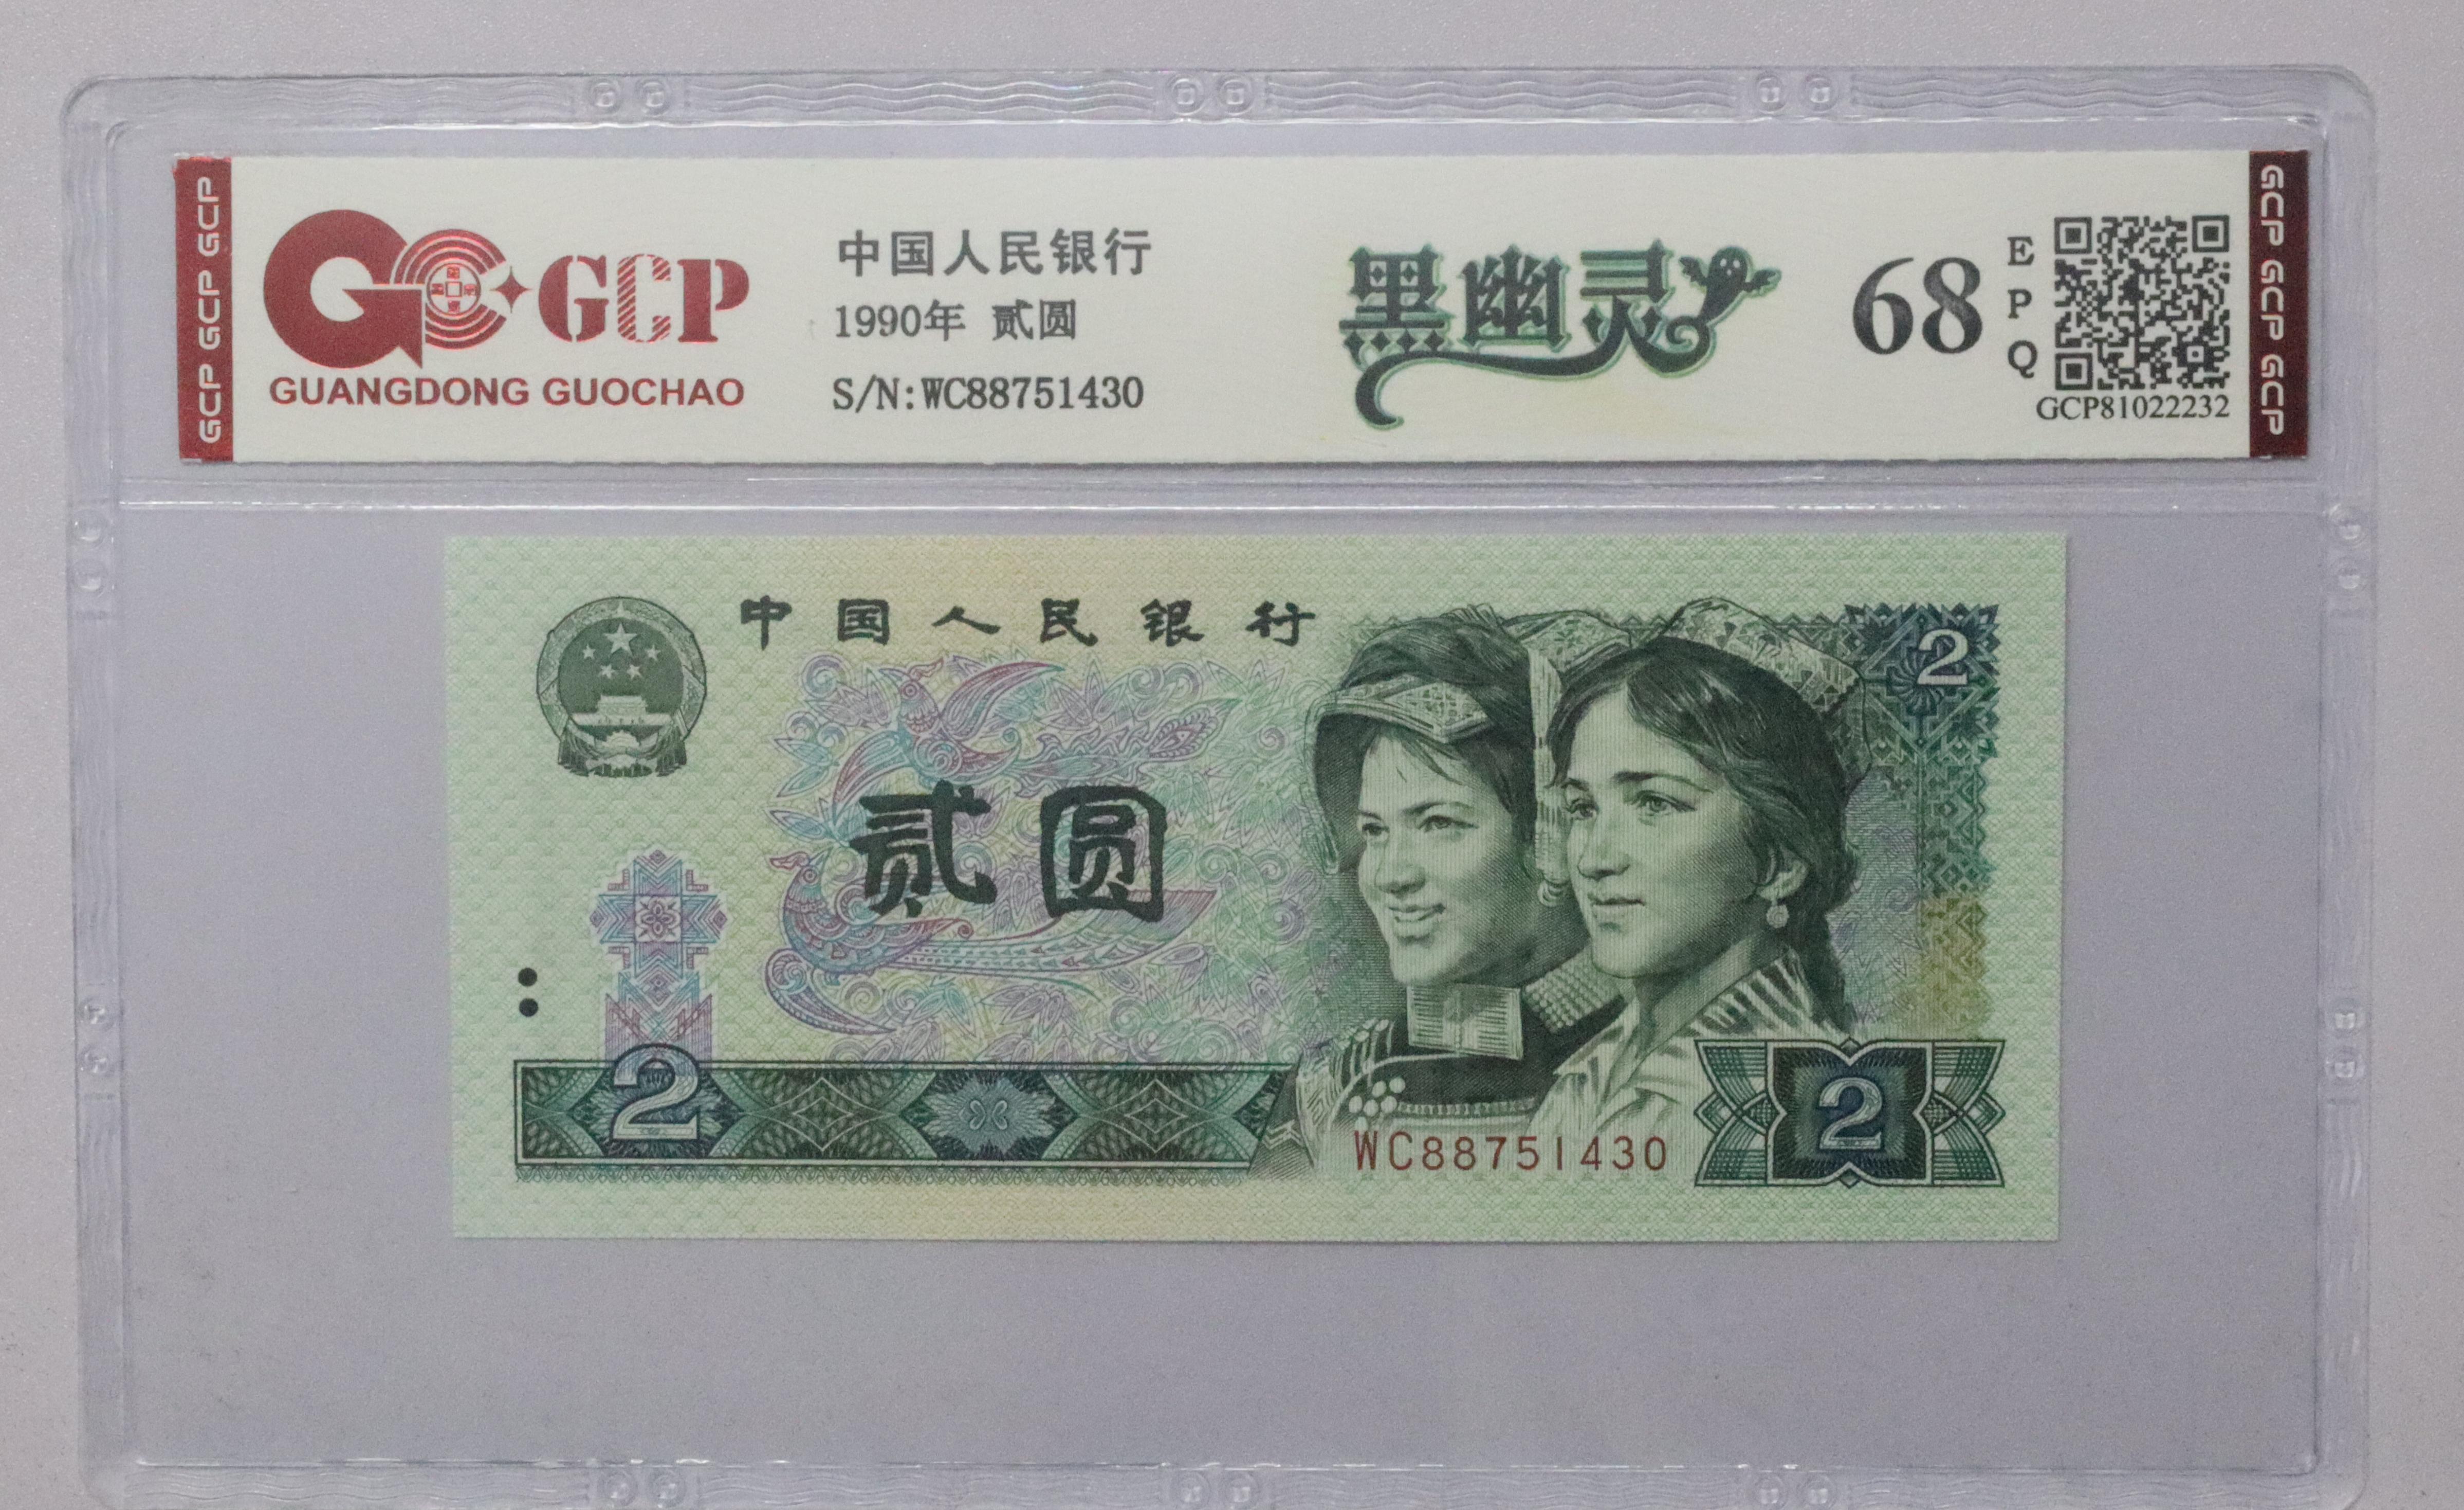 GCP GCP GCP
GCP
GUANGDONG GUOCHAO
中国人民银行
1990年 贰圆
S/N:WC88751430
黑幽灵
68
E
P
Q
GCP81022232
GCP GCP GCP
中国人民银行
2
贰圆
2
WC88751430
2